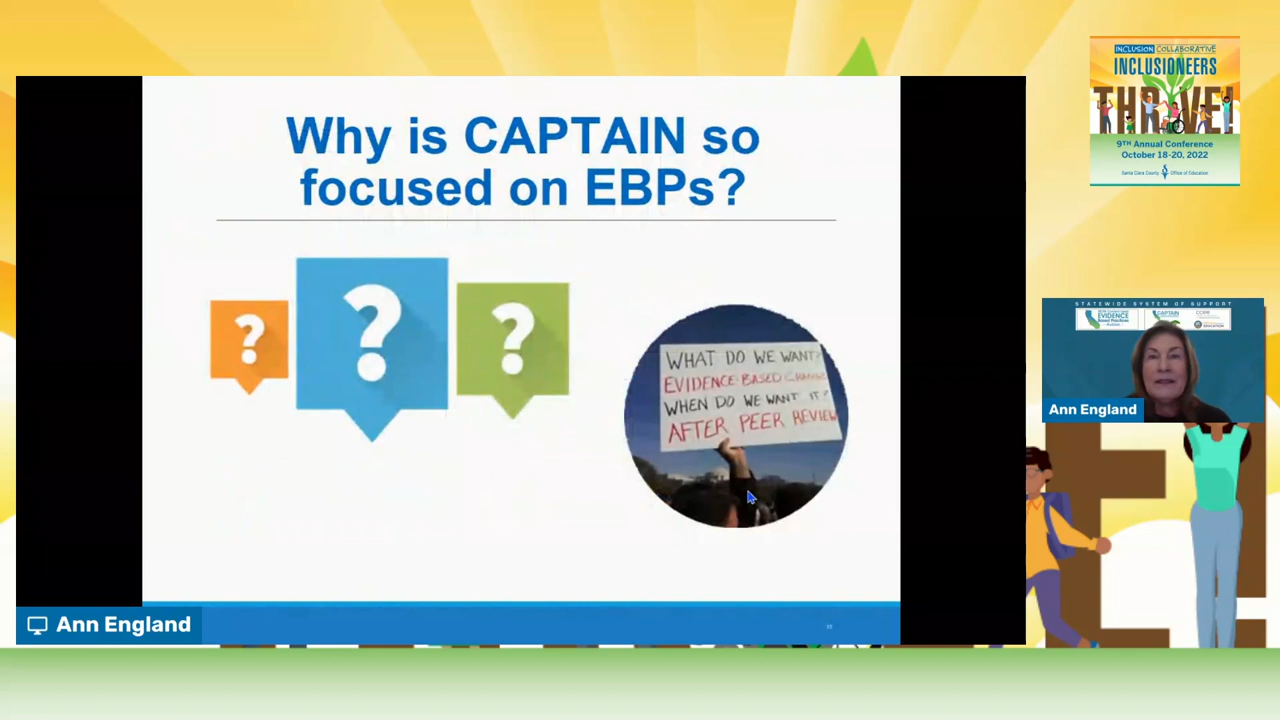 Why is CAPTAIN so
focused on EBPs?
?
?
?
WHAT DO WE WANT?
EVIDENCE-BASED
WHEN DO WE WANT IT?
AFTER PEER REVIEW
Ann England
INCLUSION COLLABORATIVE
INCLUSIONEERS
THRIVE!
9TH Annual Conference
October 18-20, 2022
Santa Clara County Office of Education
STATEWIDE SYSTEM OF SUPPORT
EVIDENCE
CAPTAIN
Ann England